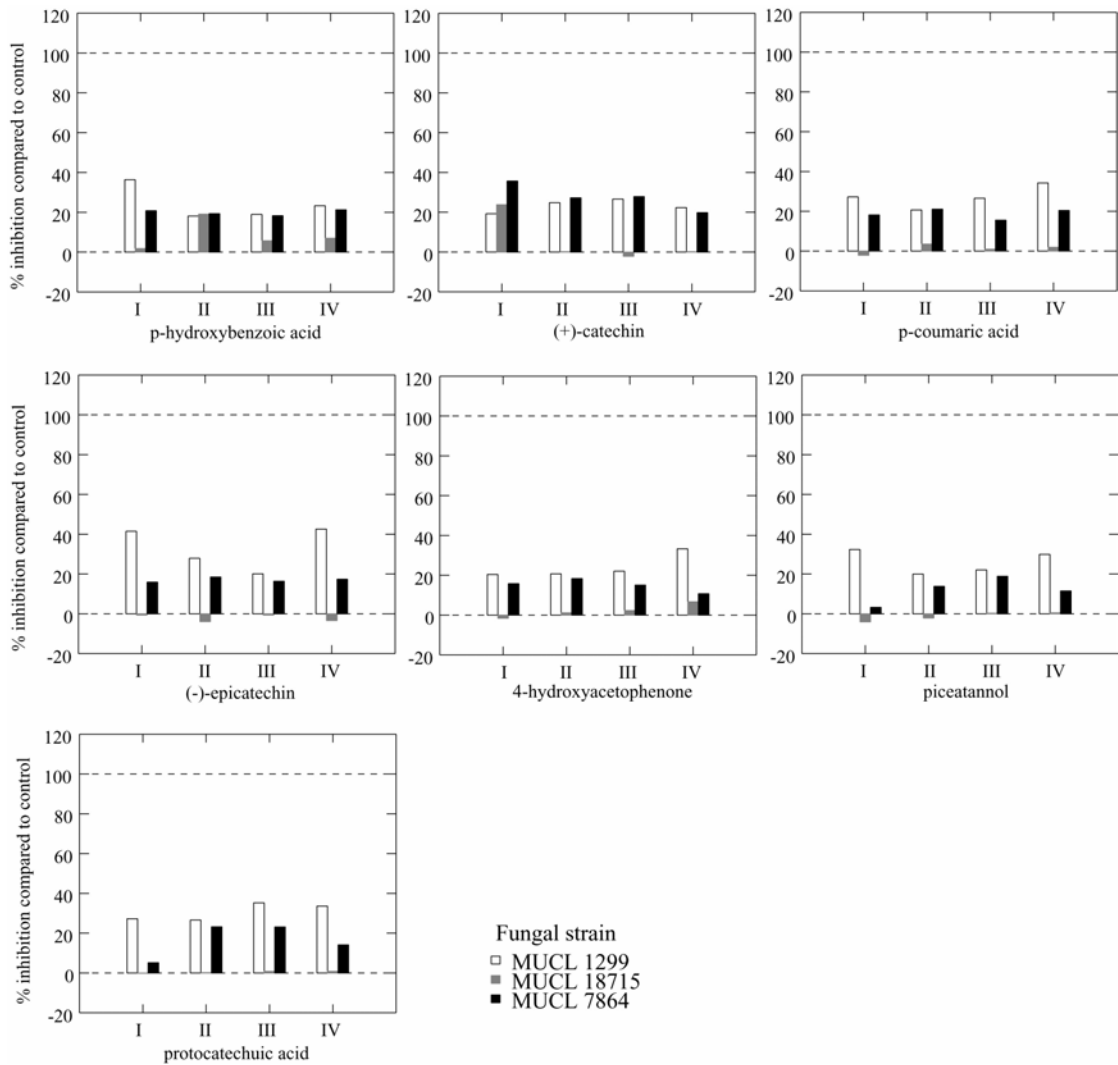 120
100
80
60
40
20
0
-20
% inhibition compared to control
I II III IV
p-hydroxybenzoic acid
120
100
80
60
40
20
0
-20
I II III IV
(+)-catechin
120
100
80
60
40
20
0
-20
I II III IV
p-coumaric acid
120
100
80
60
40
20
0
-20
% inhibition compared to control
I II III IV
(-)-epicatechin
120
100
80
60
40
20
0
-20
I II III IV
4-hydroxyacetophenone
120
100
80
60
40
20
0
-20
I II III IV
piceatannol
120
100
80
60
40
20
0
-20
% inhibition compared to control
I II III IV
protocatechuic acid
Fungal strain
MUCL 1299
MUCL 18715
MUCL 7864